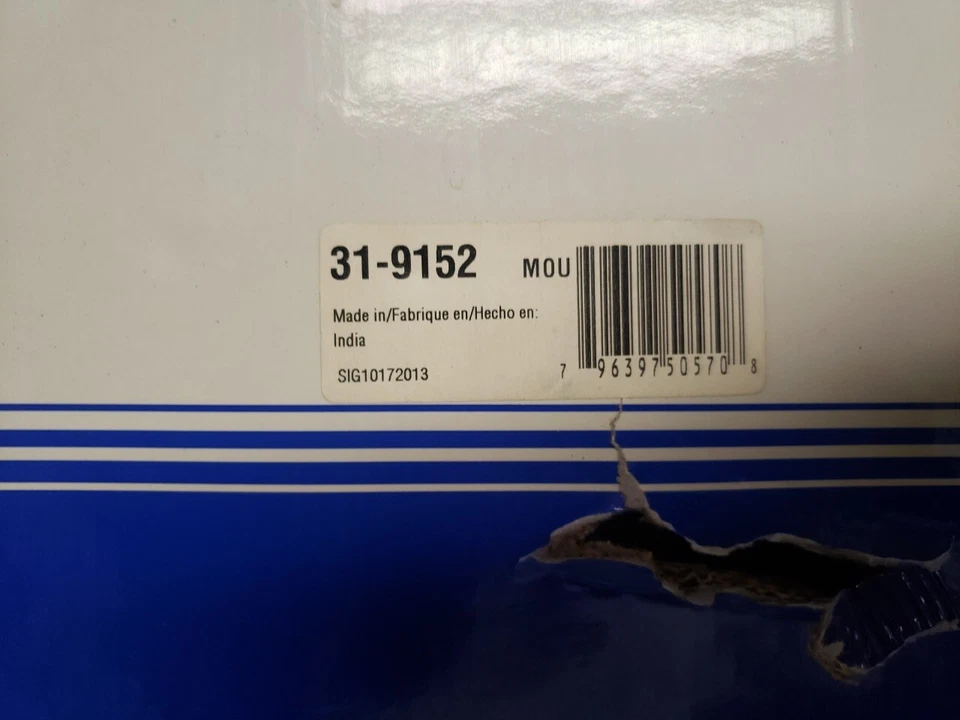 31-9152 MOU
Made in/Fabrique en/Hecho en:
India
SIG10172013
7 96397 50570 8